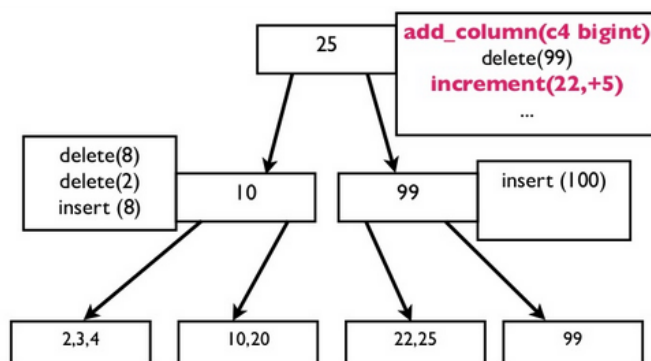 25
add_column(c4 bigint)
delete(99)
increment(22,+5)
...
delete(8)
delete(2)
insert (8)
10
99
insert (100)
2,3,4
10,20
22,25
99